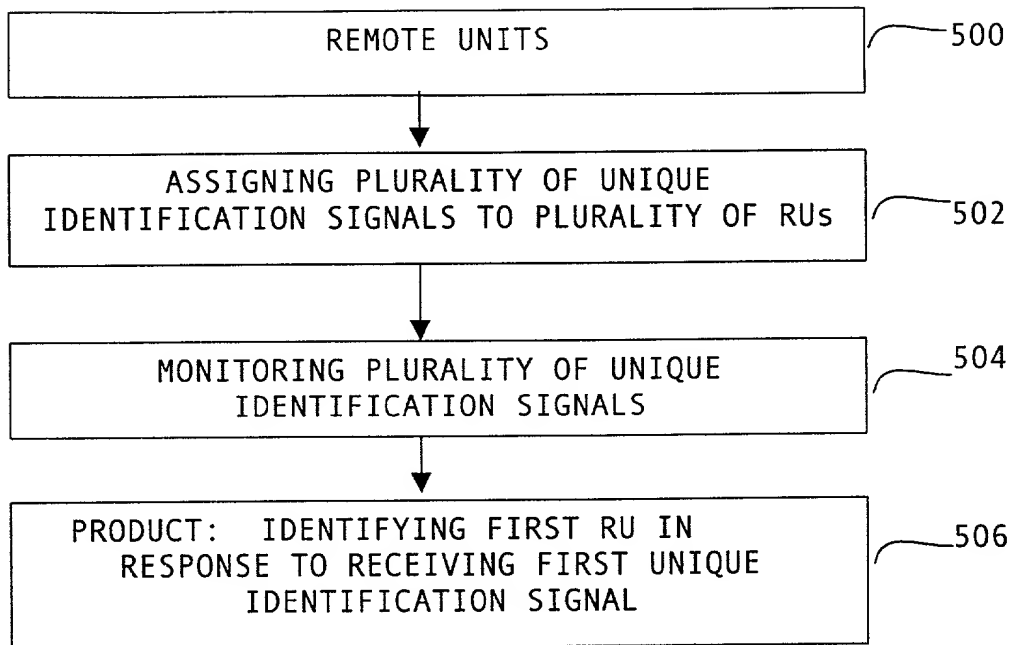 REMOTE UNITS
500
ASSIGNING PLURALITY OF UNIQUE
IDENTIFICATION SIGNALS TO PLURALITY OF RUs
502
MONITORING PLURALITY OF UNIQUE
IDENTIFICATION SIGNALS
504
PRODUCT: IDENTIFYING FIRST RU IN
RESPONSE TO RECEIVING FIRST UNIQUE
IDENTIFICATION SIGNAL
506